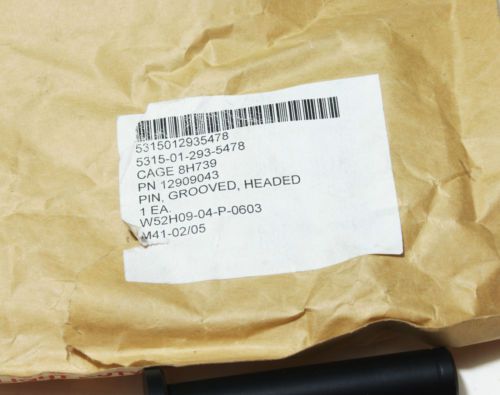 5315012935478
5315-01-293-5478
CAGE 8H739
PN 12909043
PIN, GROOVED, HEADED
1 EA.
W52H09-04-P-0603
M41-02/05